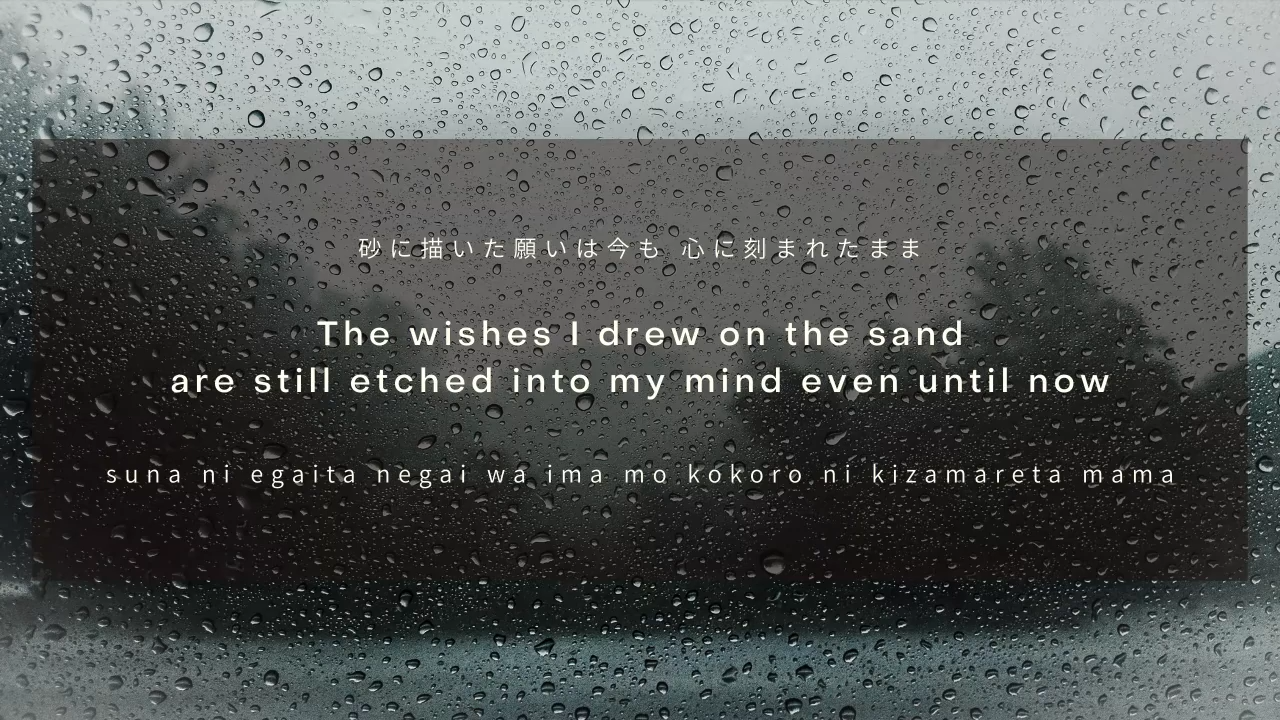 砂に描いた願いは今も 心に刻まれたまま
The wishes I drew on the sand
are still etched into my mind even until now
suna ni egaita negai wa ima mo kokoro ni kizamareta mama